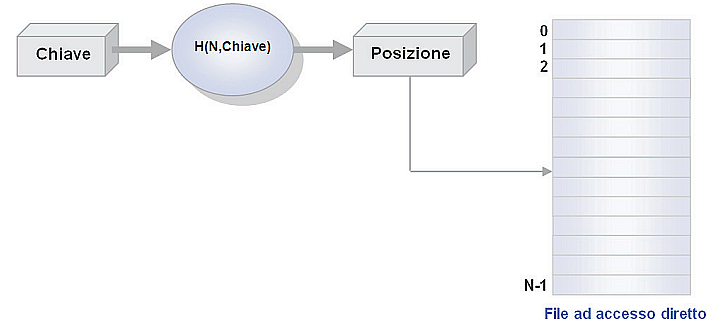 Chiave
H(N,Chiave)
Posizione
0
1
2
N-1
File ad accesso diretto